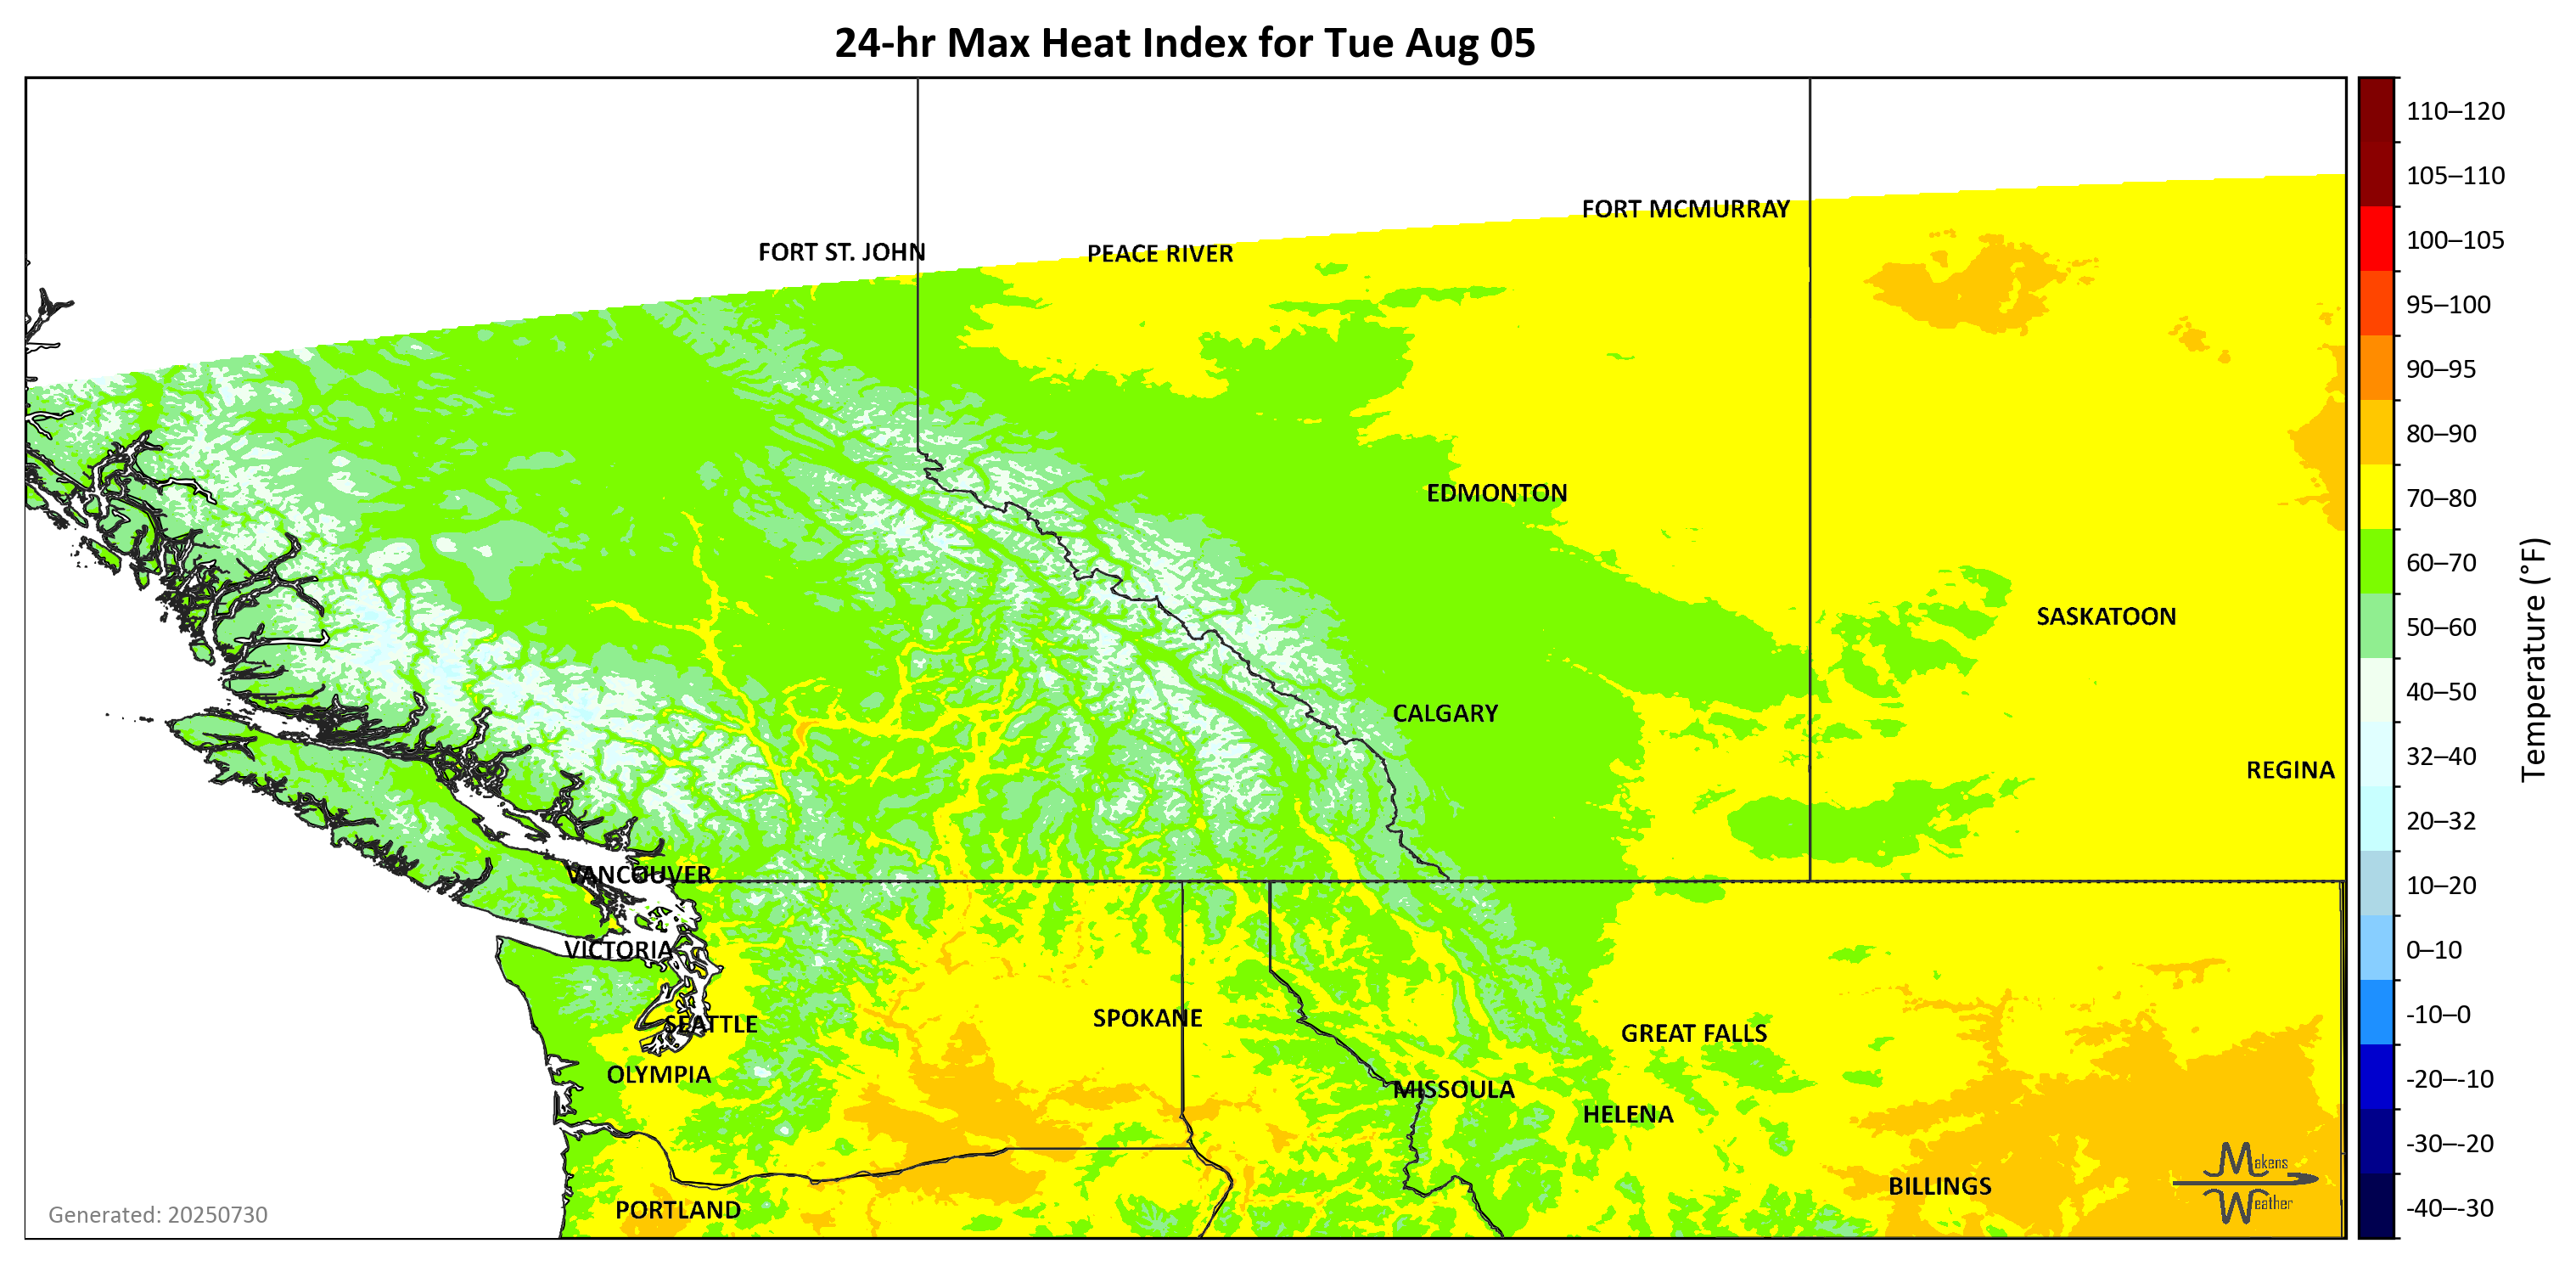 24-hr Max Heat Index for Tue Aug 05
110–120
105–110
FORT MCMURRAY
100–105
FORT ST. JOHN
PEACE RIVER
95–100
90–95
80–90
EDMONTON
70–80
60–70
SASKATOON
50–60
Temperature (°F)
40–50
CALGARY
32–40
REGINA
20–32
VANCOUVER
10–20
VICTORIA
0–10
SEATTLE
SPOKANE
-10–0
GREAT FALLS
OLYMPIA
-20–-10
MISSOULA
HELENA
-30–-20
Makens
Weather
BILLINGS
PORTLAND
-40–-30
Generated: 20250730